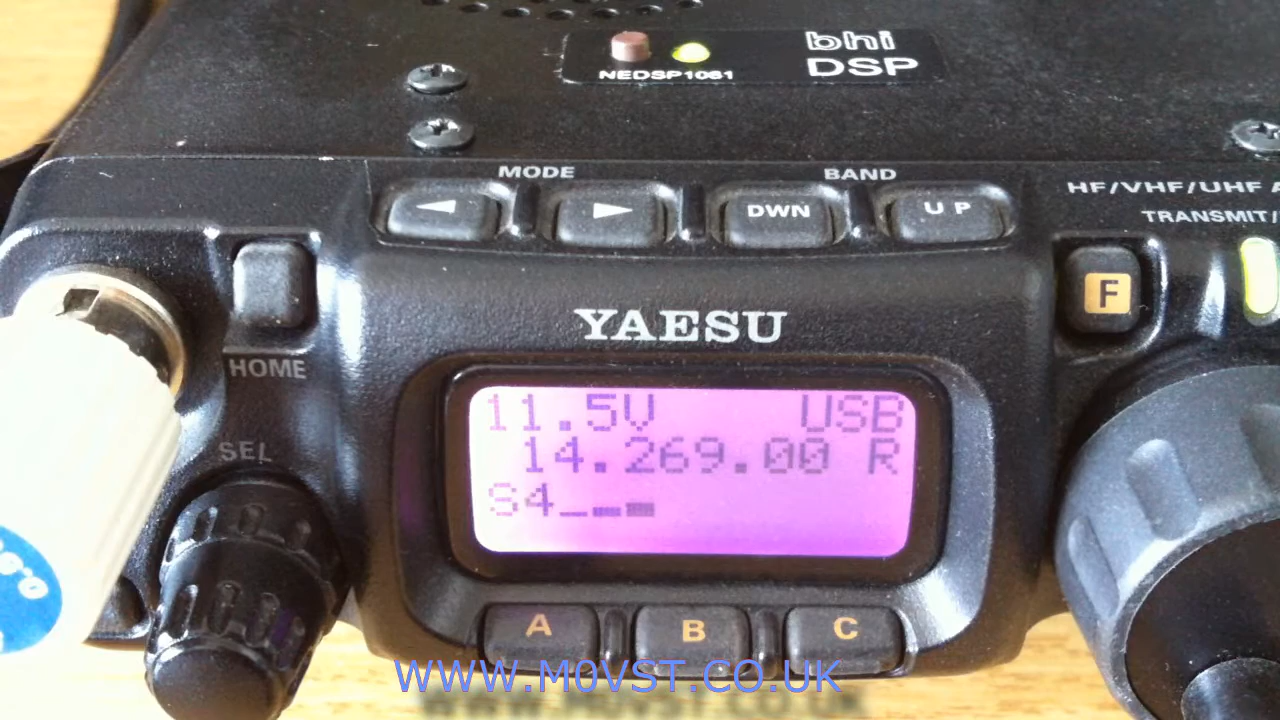 bhi
NEDSP1061
DSP
MODE
BAND
DWN
UP
HF/VHF/UHF
TRANSMIT/
F
YAESU
HOME
SEL
11.5V USB
14.269.00 R
S4
A B C
WWW.M0VST.CO.UK